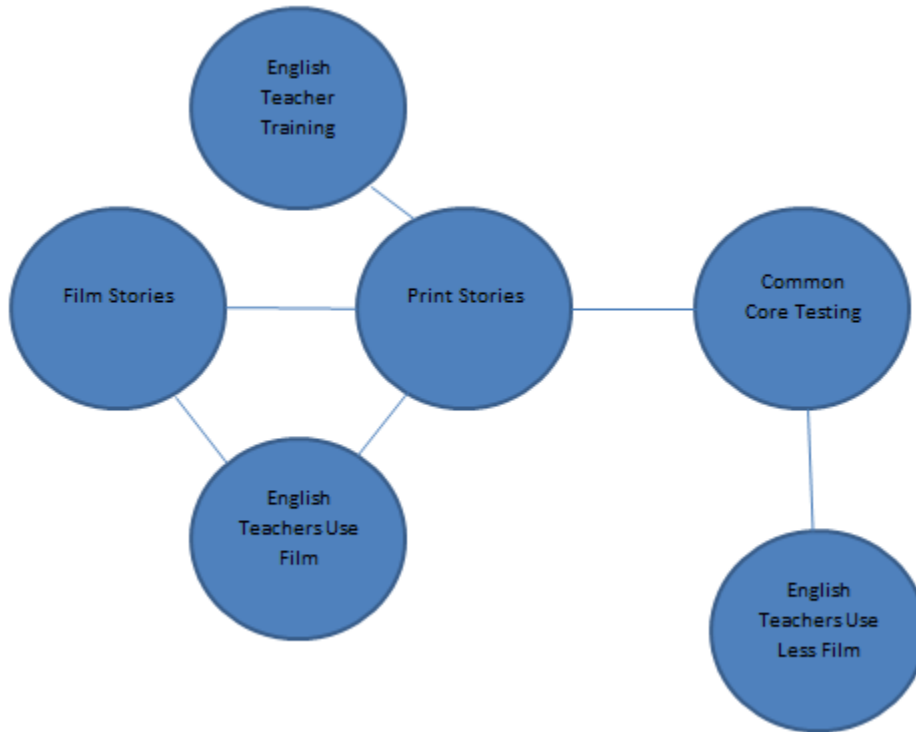 English
Teacher
Training
Film Stories
Print Stories
Common
Core Testing
English
Teachers Use
Film
English
Teachers Use
Less Film